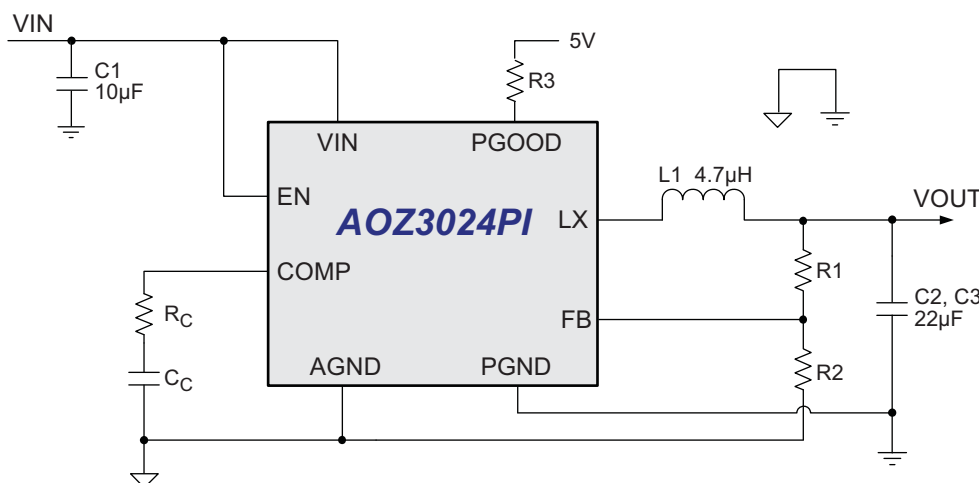 VIN
C1
10µF
5V
R3
VIN
PGOOD
EN
AOZ3024PI
LX
L1 4.7µH
VOUT
COMP
R1
RC
FB
C2, C3
22µF
CC
AGND
PGND
R2